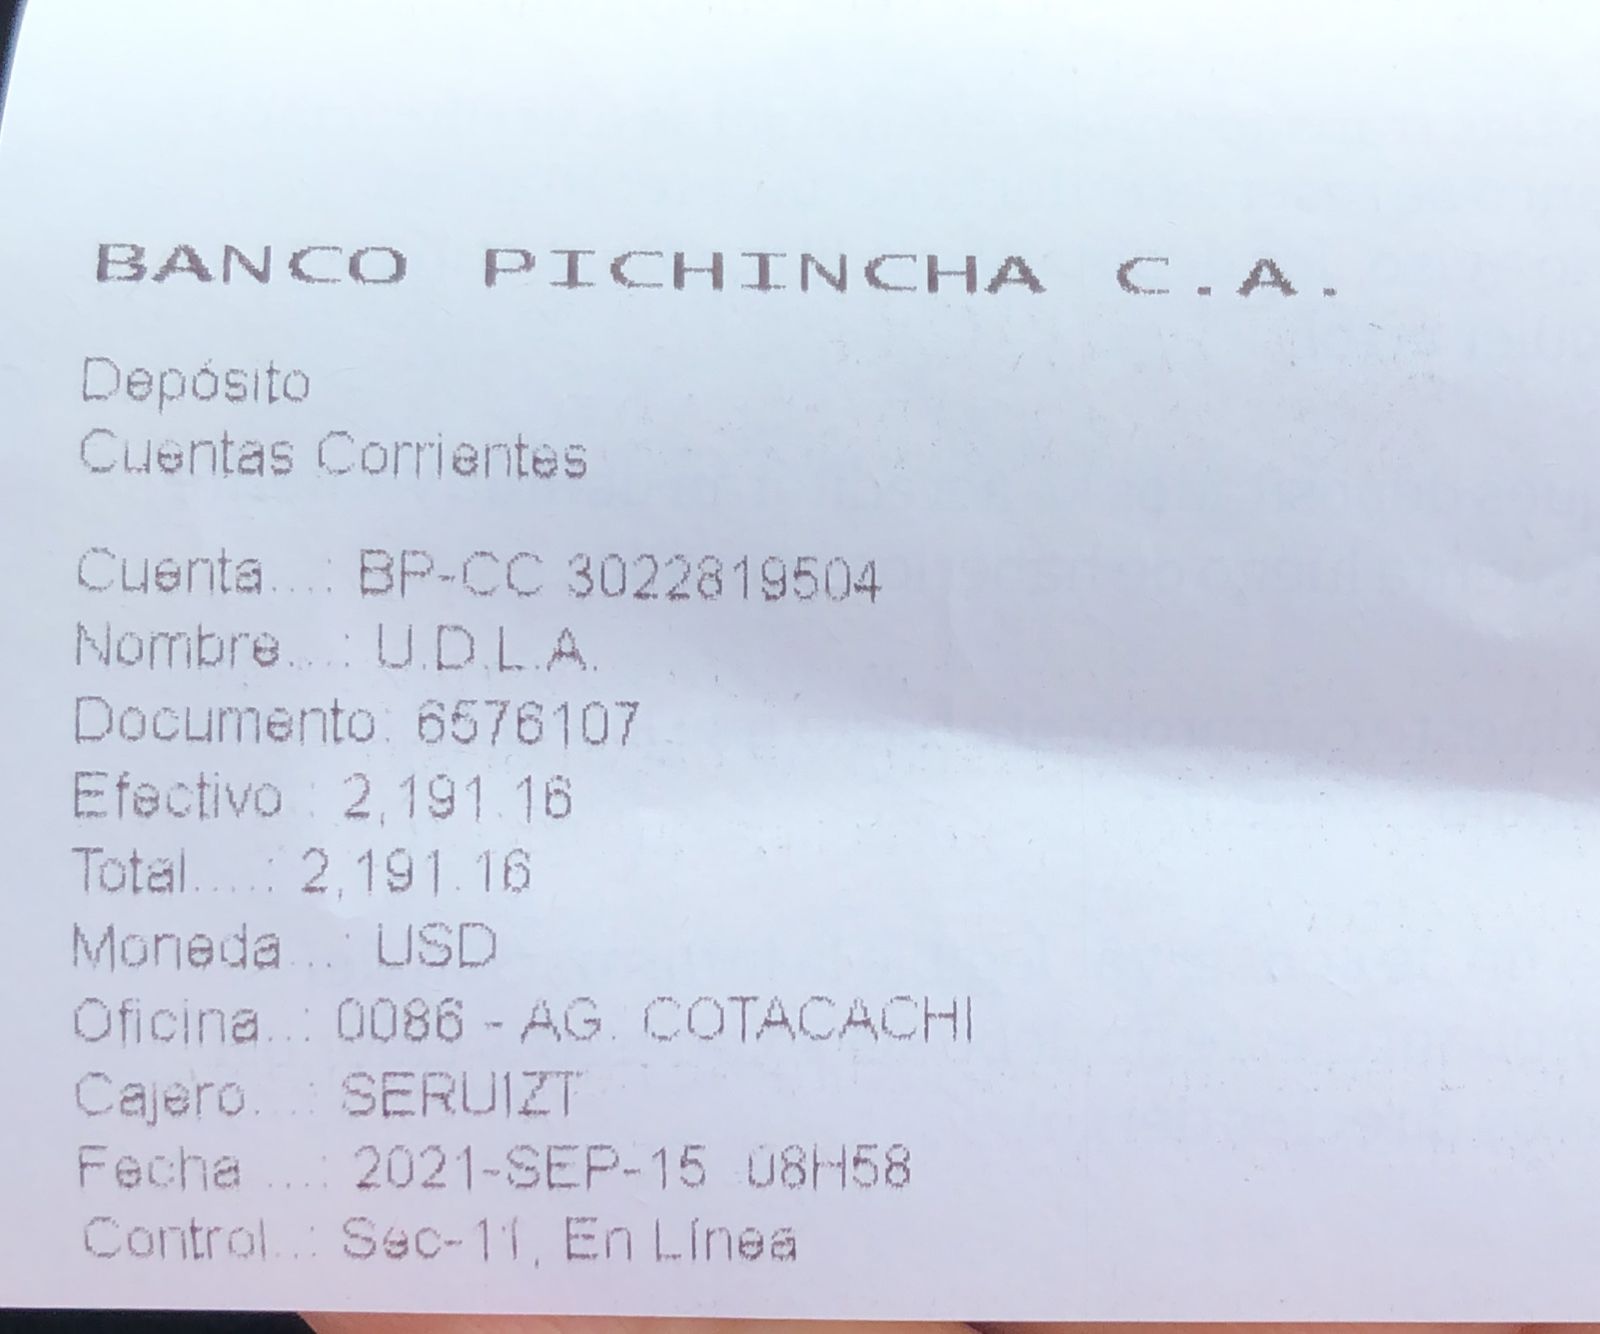 BANCO PICHINCHA C.A.
Depósito
Cuentas Corrientes
Cuenta...: BP-CC 3022819504
Nombre...: U.D.L.A.
Documento: 6576107
Efectivo : 2,191.16
Total.....: 2,191.16
Moneda...: USD
Oficina...: 0086 - AG. COTACACHI
Cajero....: SERUIZT
Fecha ....: 2021-SEP-15 08H58
Control...: Sec-11, En Línea